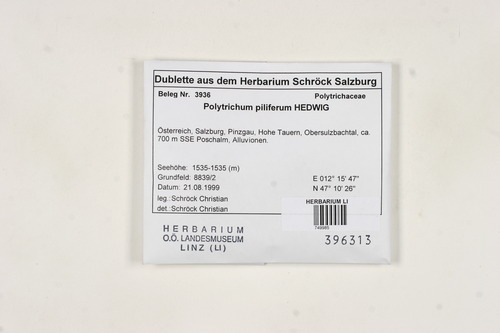 Dublette aus dem Herbarium Schröck Salzburg
Beleg Nr. 3936 Polytrichaceae
Polytrichum piliferum HEDWIG
Österreich, Salzburg, Pinzgau, Hohe Tauern, Obersulzbachtal, ca.
700 m SSE Poschalm, Alluvionen.
Seehöhe: 1535-1535 (m)
Grundfeld: 8839/2 E 012° 15' 47"
Datum: 21.08.1999 N 47° 10' 26"
leg.:Schröck Christian
det.:Schröck Christian
HERBARIUM LI
749985
HERBARIUM
O.Ö. LANDESMUSEUM
LINZ (LI)
396313